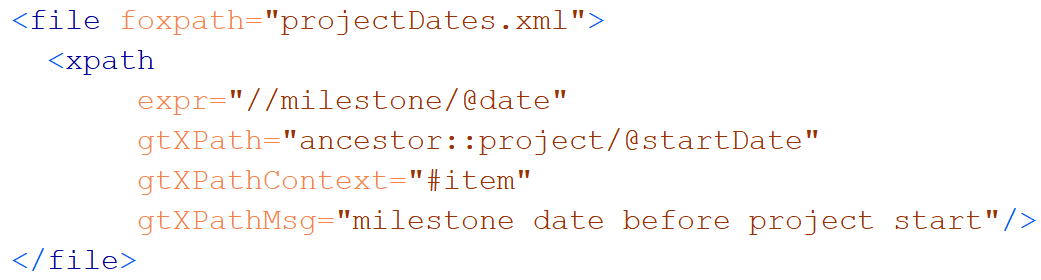 <file foxpath="projectDates.xml">
<xpath
expr="//milestone/@date"
gtXPath="ancestor::project/@startDate"
gtXPathContext="#item"
gtXPathMsg="milestone date before project start"/>
</file>